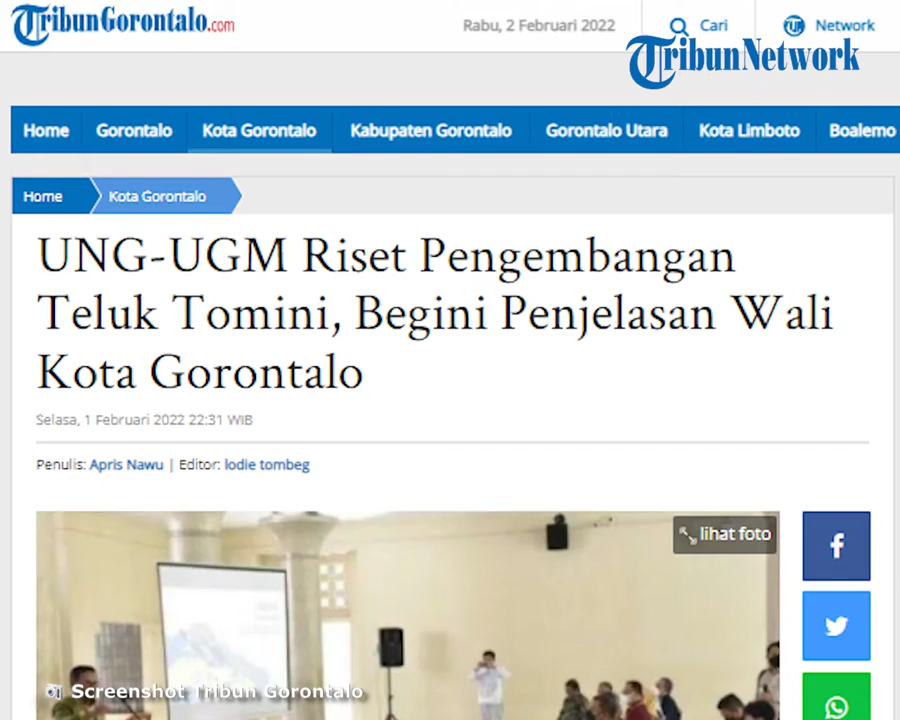 TribunGorontalo.com
Rabu, 2 Februari 2022
Cari
Network
TribunNetwork
Home
Gorontalo
Kota Gorontalo
Kabupaten Gorontalo
Gorontalo Utara
Kota Limboto
Boalemo
Home
Kota Gorontalo
UNG-UGM Riset Pengembangan
Teluk Tomini, Begini Penjelasan Wali
Kota Gorontalo
Selasa, 1 Februari 2022 22:31 WIB
Penulis: Apris Nawu | Editor: lodie tombeg
lihat foto
Screenshot Tribun Gorontalo